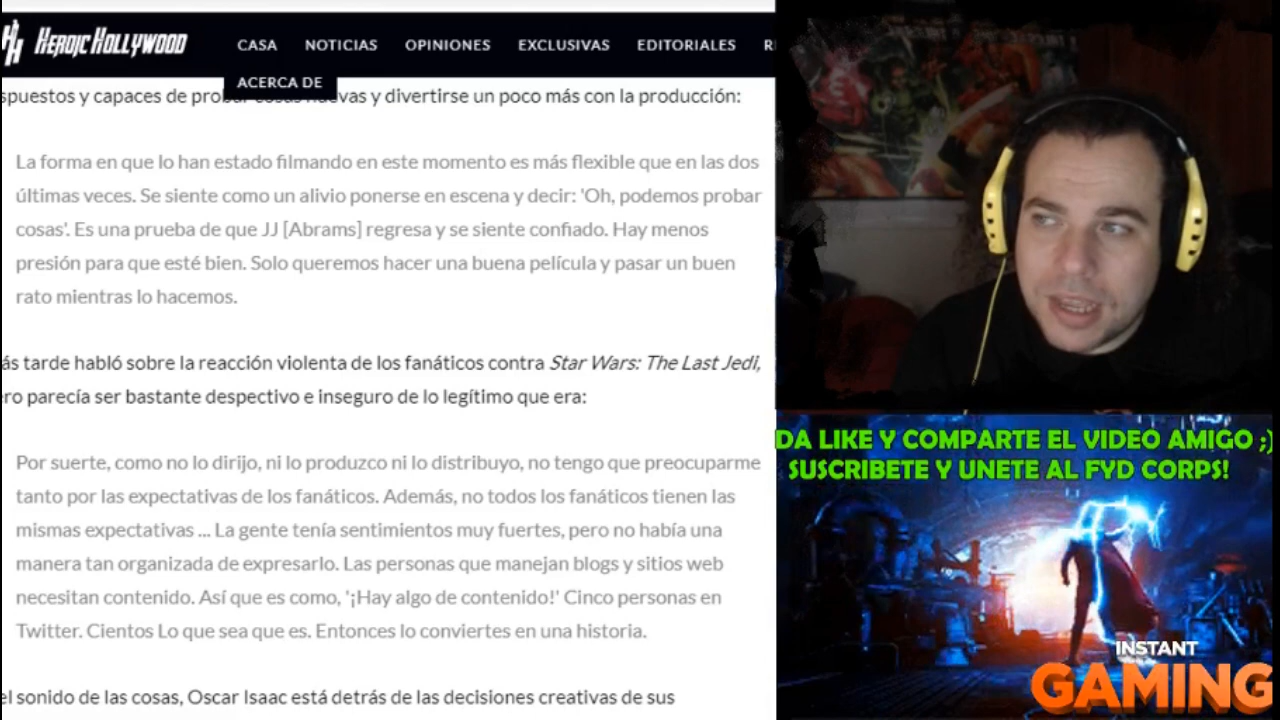 HEROIC HOLLYWOOD
CASA NOTICIAS OPINIONES EXCLUSIVAS EDITORIALES
ACERCA DE
y capaces de probar cosas nuevas y divertirse un poco más con la producción:
La forma en que lo han estado filmando en este momento es más flexible que en las dos
últimas veces. Se siente como un alivio ponerse en escena y decir: 'Oh, podemos probar
cosas'. Es una prueba de que JJ [Abrams] regresa y se siente confiado. Hay menos
presión para que esté bien. Solo queremos hacer una buena película y pasar un buen
rato mientras lo hacemos.
ás tarde habló sobre la reacción violenta de los fanáticos contra Star Wars: The Last Jedi,
ero parecía ser bastante despectivo e inseguro de lo legítimo que era:
Por suerte, como no lo dirijo, ni lo produzco ni lo distribuyo, no tengo que preocuparme
tanto por las expectativas de los fanáticos. Además, no todos los fanáticos tienen las
mismas expectativas ... La gente tenía sentimientos muy fuertes, pero no había una
manera tan organizada de expresarlo. Las personas que manejan blogs y sitios web
necesitan contenido. Así que es como, '¡Hay algo de contenido!' Cinco personas en
Twitter. Cientos Lo que sea que es. Entonces lo conviertes en una historia.
el sonido de las cosas, Oscar Isaac está detrás de las decisiones creativas de sus
DA LIKE Y COMPARTE EL VIDEO AMIGO ;)
SUSCRIBETE Y UNETE AL FYD CORPS!
INSTANT
GAMING